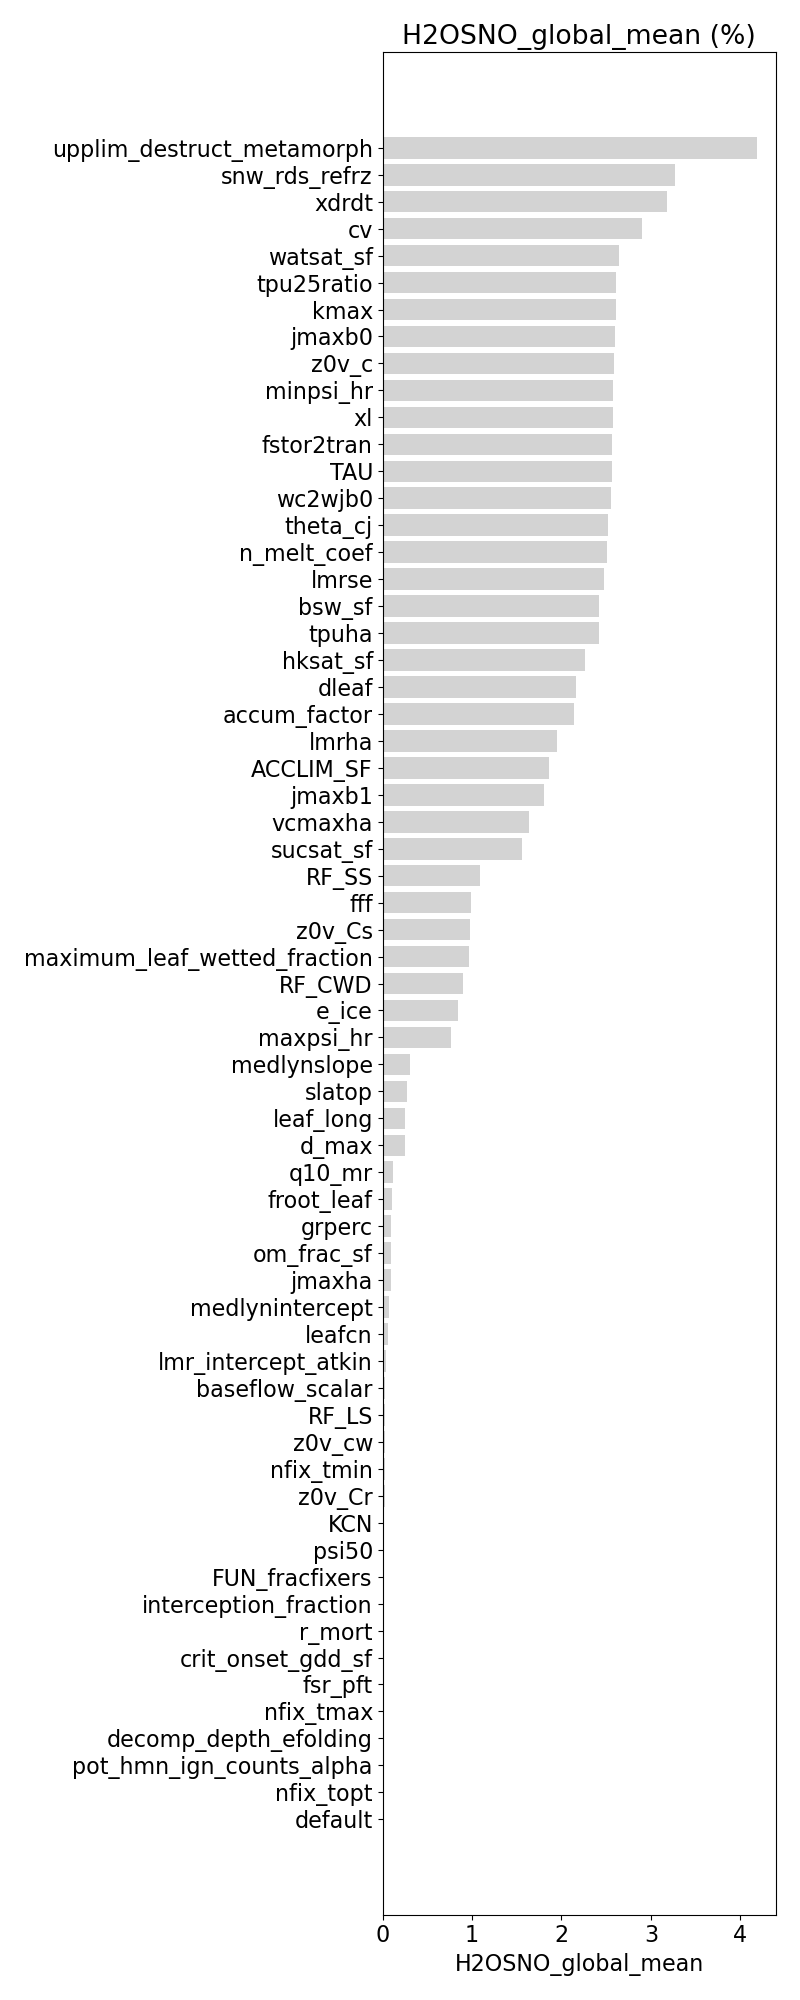 H2OSNO_global_mean (%)
upplim_destruct_metamorph
snw_rds_refrz
xdrdt
cv
watsat_sf
tpu25ratio
kmax
jmaxb0
z0v_c
minpsi_hr
xl
fstor2tran
TAU
wc2wjb0
theta_cj
n_melt_coef
lmrse
bsw_sf
tpuha
hksat_sf
dleaf
accum_factor
lmrha
ACCLIM_SF
jmaxb1
vcmaxha
sucsat_sf
RF_SS
fff
z0v_Cs
maximum_leaf_wetted_fraction
RF_CWD
e_ice
maxpsi_hr
medlynslope
slatop
leaf_long
d_max
q10_mr
froot_leaf
grperc
om_frac_sf
jmaxha
medlynintercept
leafcn
lmr_intercept_atkin
baseflow_scalar
RF_LS
z0v_cw
nfix_tmin
z0v_Cr
KCN
psi50
FUN_fracfixers
interception_fraction
r_mort
crit_onset_gdd_sf
fsr_pft
nfix_tmax
decomp_depth_efolding
pot_hmn_ign_counts_alpha
nfix_topt
default
0 1 2 3 4
H2OSNO_global_mean